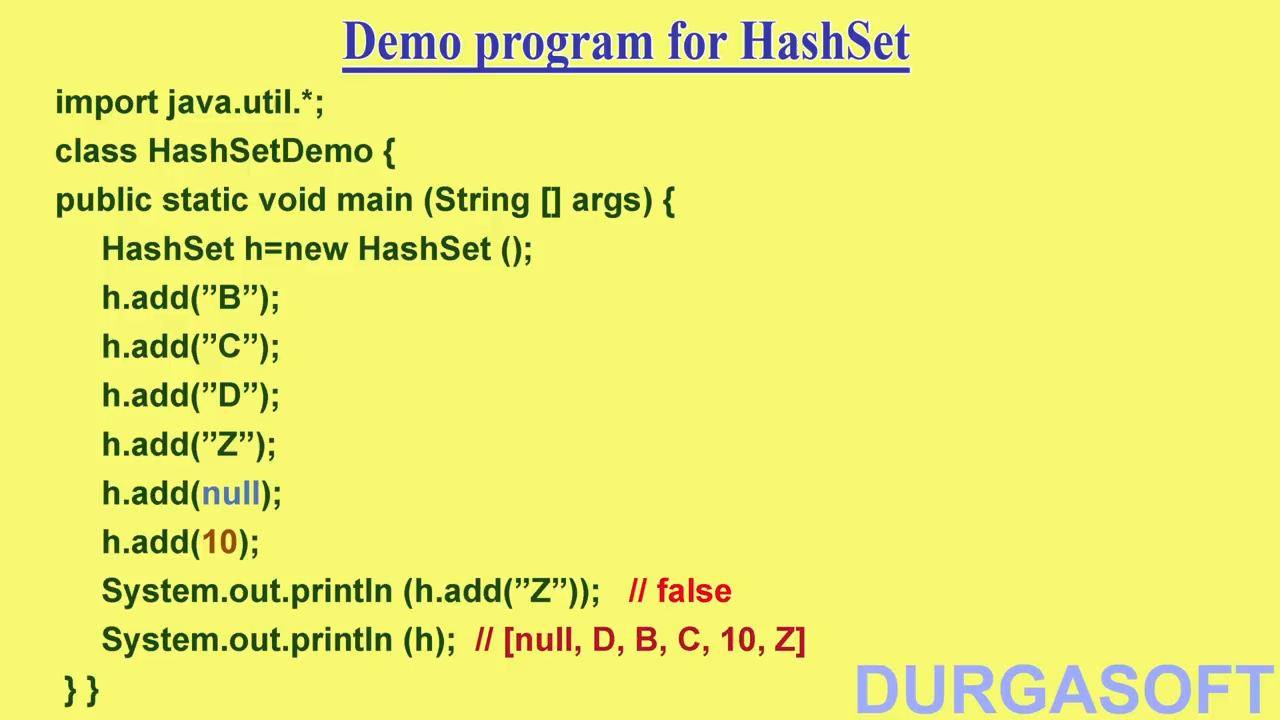 Demo program for HashSet
import java.util.*;
class HashSetDemo {
public static void main (String [] args) {
HashSet h=new HashSet ();
h.add(”B”);
h.add(”C”);
h.add(”D”);
h.add(”Z”);
h.add(null);
h.add(10);
System.out.println (h.add(”Z”)); // false
System.out.println (h); // [null, D, B, C, 10, Z]
} }
DURGASOFT